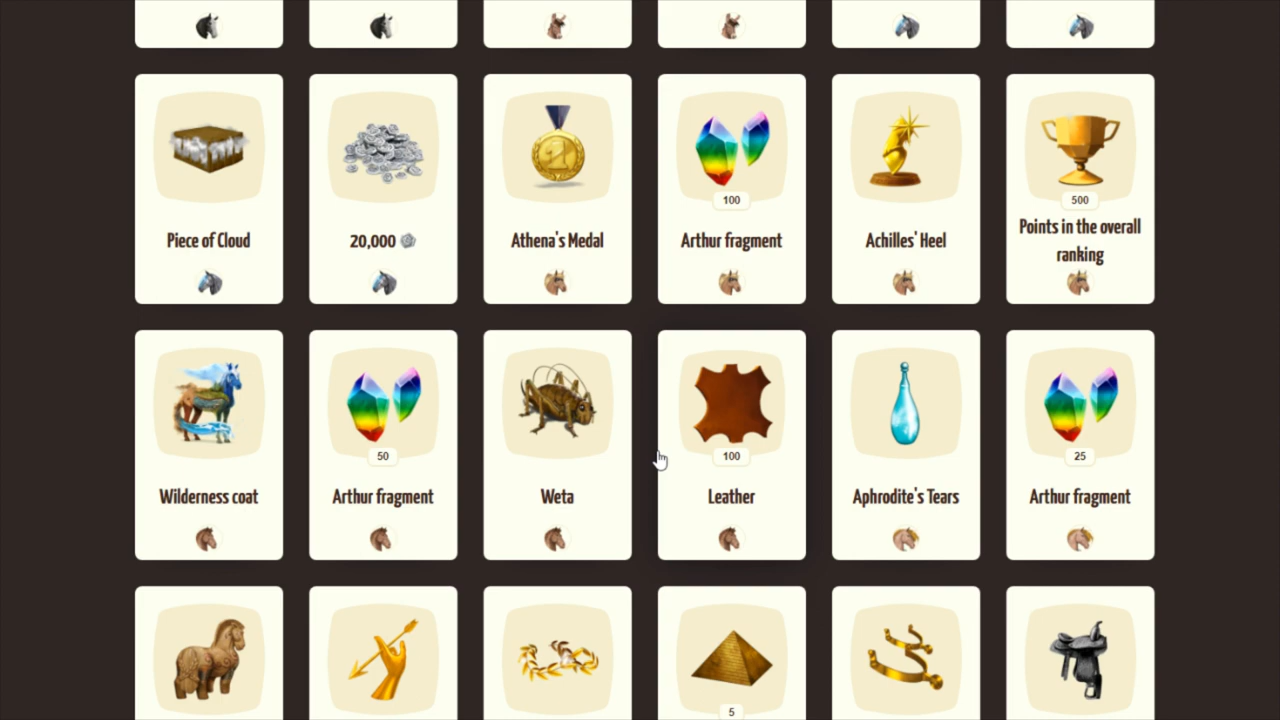 100
500
Piece of Cloud
20,000
Athena's Medal
Arthur fragment
Achilles' Heel
Points in the overall
ranking
50
100
25
Wilderness coat
Arthur fragment
Weta
Leather
Aphrodite's Tears
Arthur fragment
5